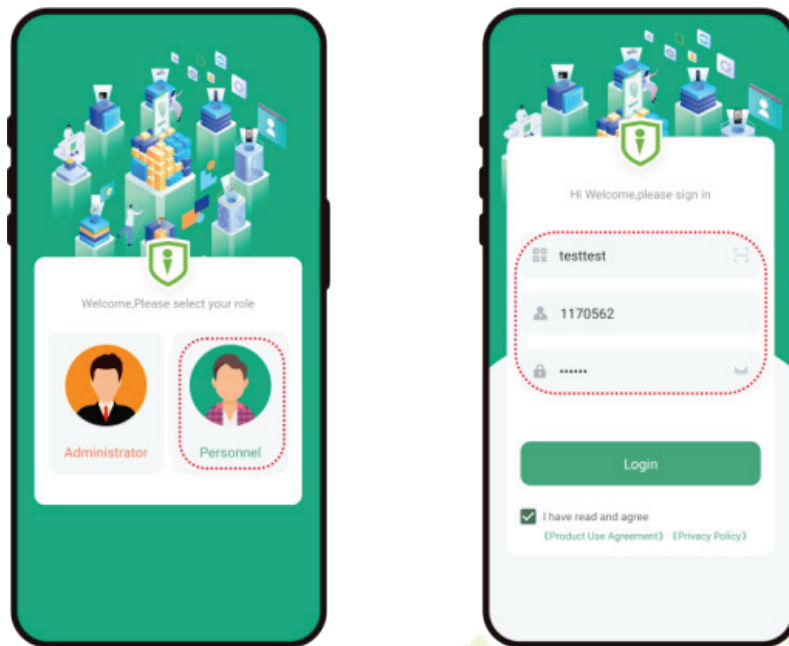 Welcome,Please select your role
Administrator
Personnel
Hi Welcome,please sign in
testtest
1170562
••••••
Login
I have read and agree
《Product Use Agreement》 《Privacy Policy》